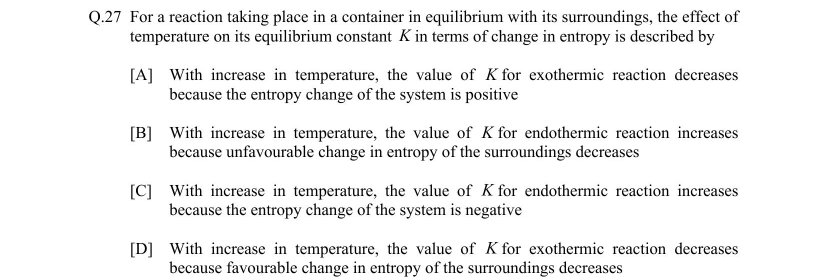 Q.27 For a reaction taking place in a container in equilibrium with its surroundings, the effect of
temperature on its equilibrium constant K in terms of change in entropy is described by
[A] With increase in temperature, the value of K for exothermic reaction decreases
because the entropy change of the system is positive
[B] With increase in temperature, the value of K for endothermic reaction increases
because unfavourable change in entropy of the surroundings decreases
[C] With increase in temperature, the value of K for endothermic reaction increases
because the entropy change of the system is negative
[D] With increase in temperature, the value of K for exothermic reaction decreases
because favourable change in entropy of the surroundings decreases